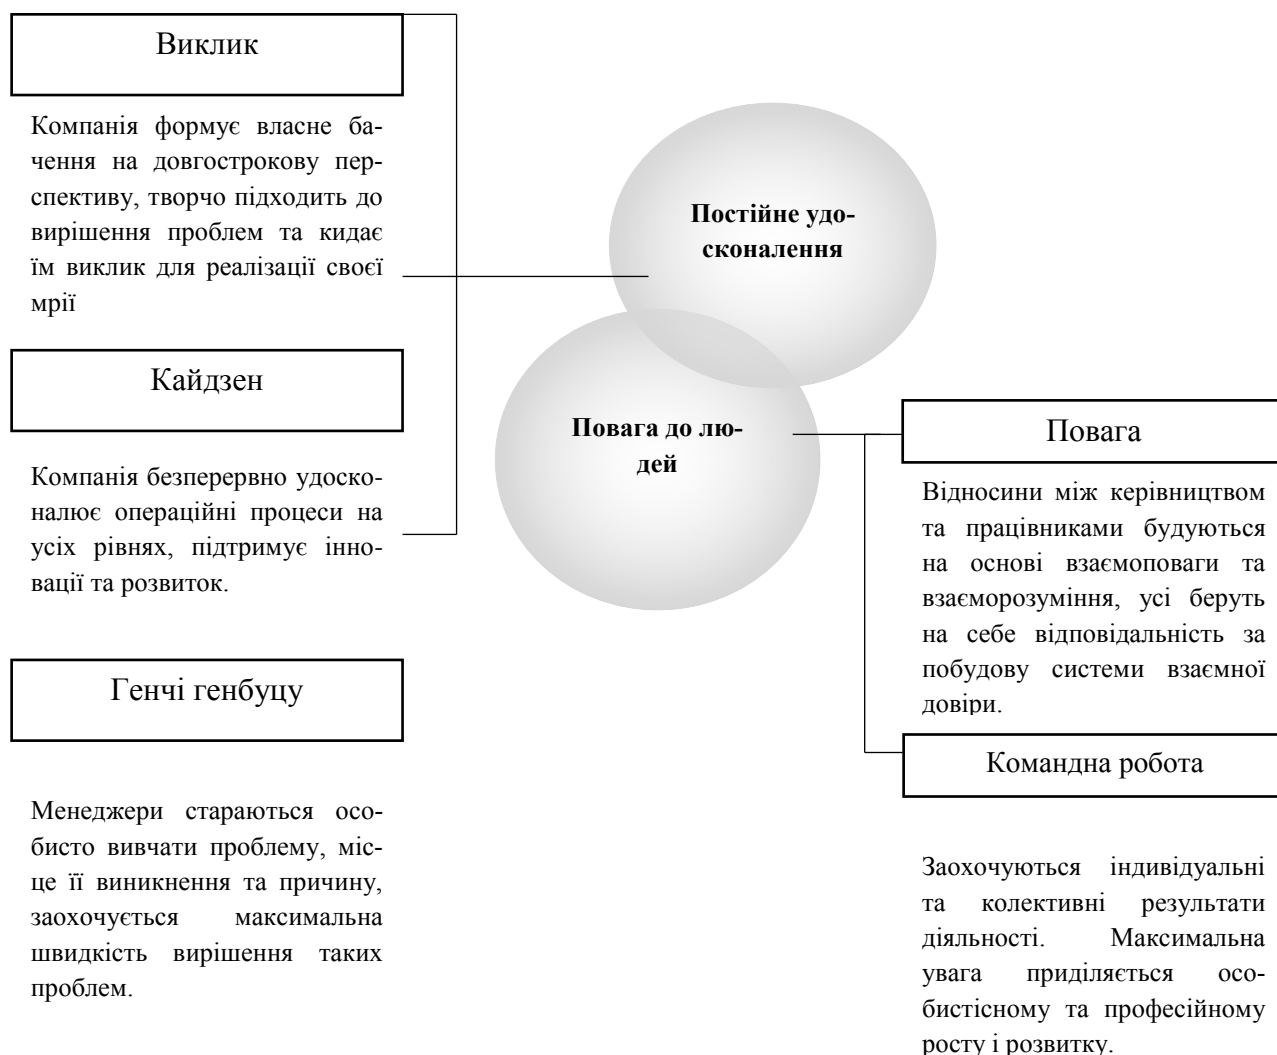 Виклик
Компанія формує власне ба-
чення на довгострокову пер-
спективу, творчо підходить до
вирішення проблем та кидає
їм виклик для реалізації своєї
мрії
Кайдзен
Компанія безперервно удоско-
налює операційні процеси на
усіх рівнях, підтримує інно-
вації та розвиток.
Генчі генбуцу
Менеджери стараються осо-
бисто вивчати проблему, міс-
це її виникнення та причину,
заохочується максимальна
швидкість вирішення таких
проблем.
Постійне удо-
сконалення
Повага до лю-
дей
Повага
Відносини між керівництвом
та працівниками будуються
на основі взаємоповаги та
взаєморозуміння, усі беруть
на себе відповідальність за
побудову системи взаємної
довіри.
Командна робота
Заохочуються індивідуальні
та колективні результати
діяльності. Максимальна
увага приділяється осо-
бистісному та професійному
росту і розвитку.